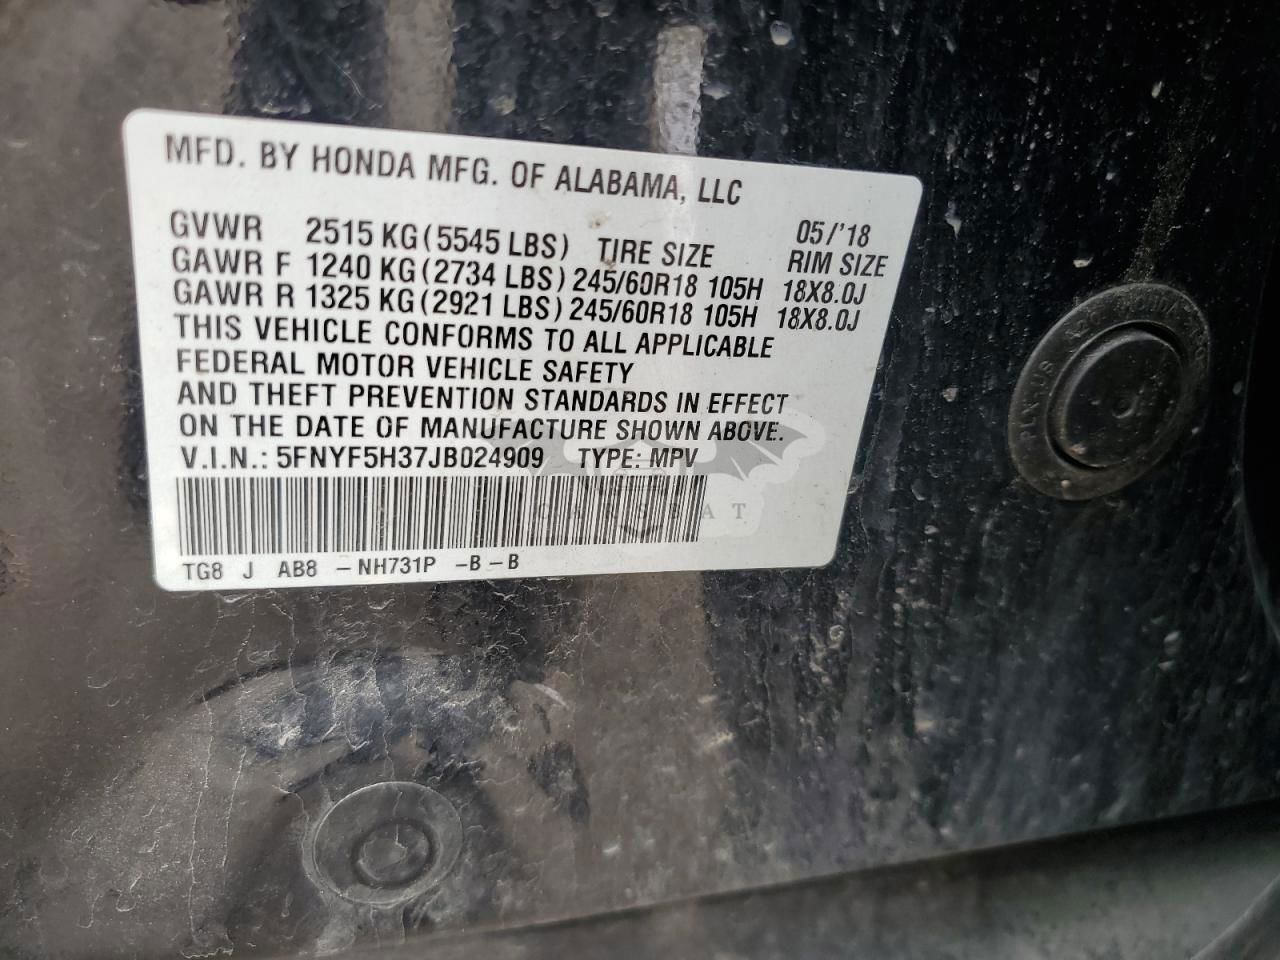 MFD. BY HONDA MFG. OF ALABAMA, LLC
GVWR 2515 KG (5545 LBS) TIRE SIZE 05/'18 RIM SIZE
GAWR F 1240 KG (2734 LBS) 245/60R18 105H 18X8.0J
GAWR R 1325 KG (2921 LBS) 245/60R18 105H 18X8.0J
THIS VEHICLE CONFORMS TO ALL APPLICABLE
FEDERAL MOTOR VEHICLE SAFETY
AND THEFT PREVENTION STANDARDS IN EFFECT
ON THE DATE OF MANUFACTURE SHOWN ABOVE.
V.I.N.: 5FNYF5H37JB024909 TYPE: MPV
TG8 J AB8 - NH731P - B - B